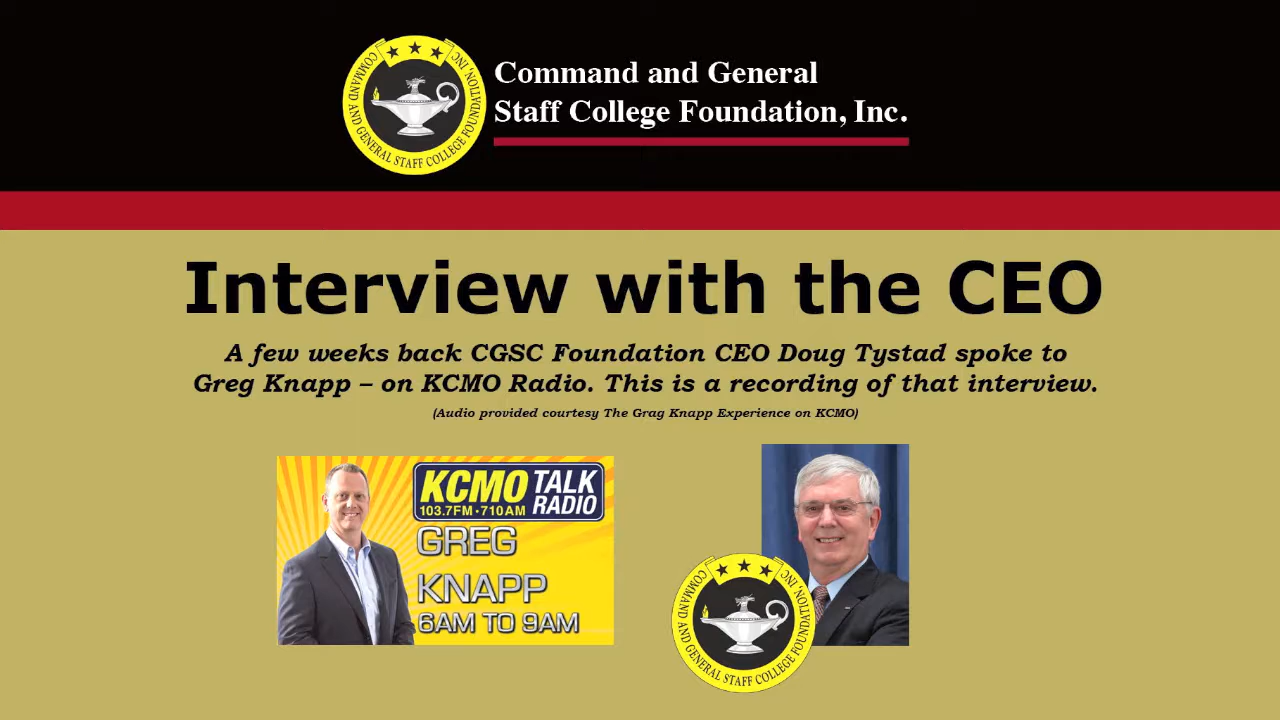 COMMAND AND GENERAL STAFF COLLEGE FOUNDATION, INC
Command and General
Staff College Foundation, Inc.
Interview with the CEO
A few weeks back CGSC Foundation CEO Doug Tystad spoke to
Greg Knapp – on KCMO Radio. This is a recording of that interview.
(Audio provided courtesy The Grag Knapp Experience on KCMO)
KCMO TALK
103.7FM•710AM RADIO
GREG
KNAPP
6AM TO 9AM
COMMAND AND GENERAL STAFF COLLEGE FOUNDATION, INC